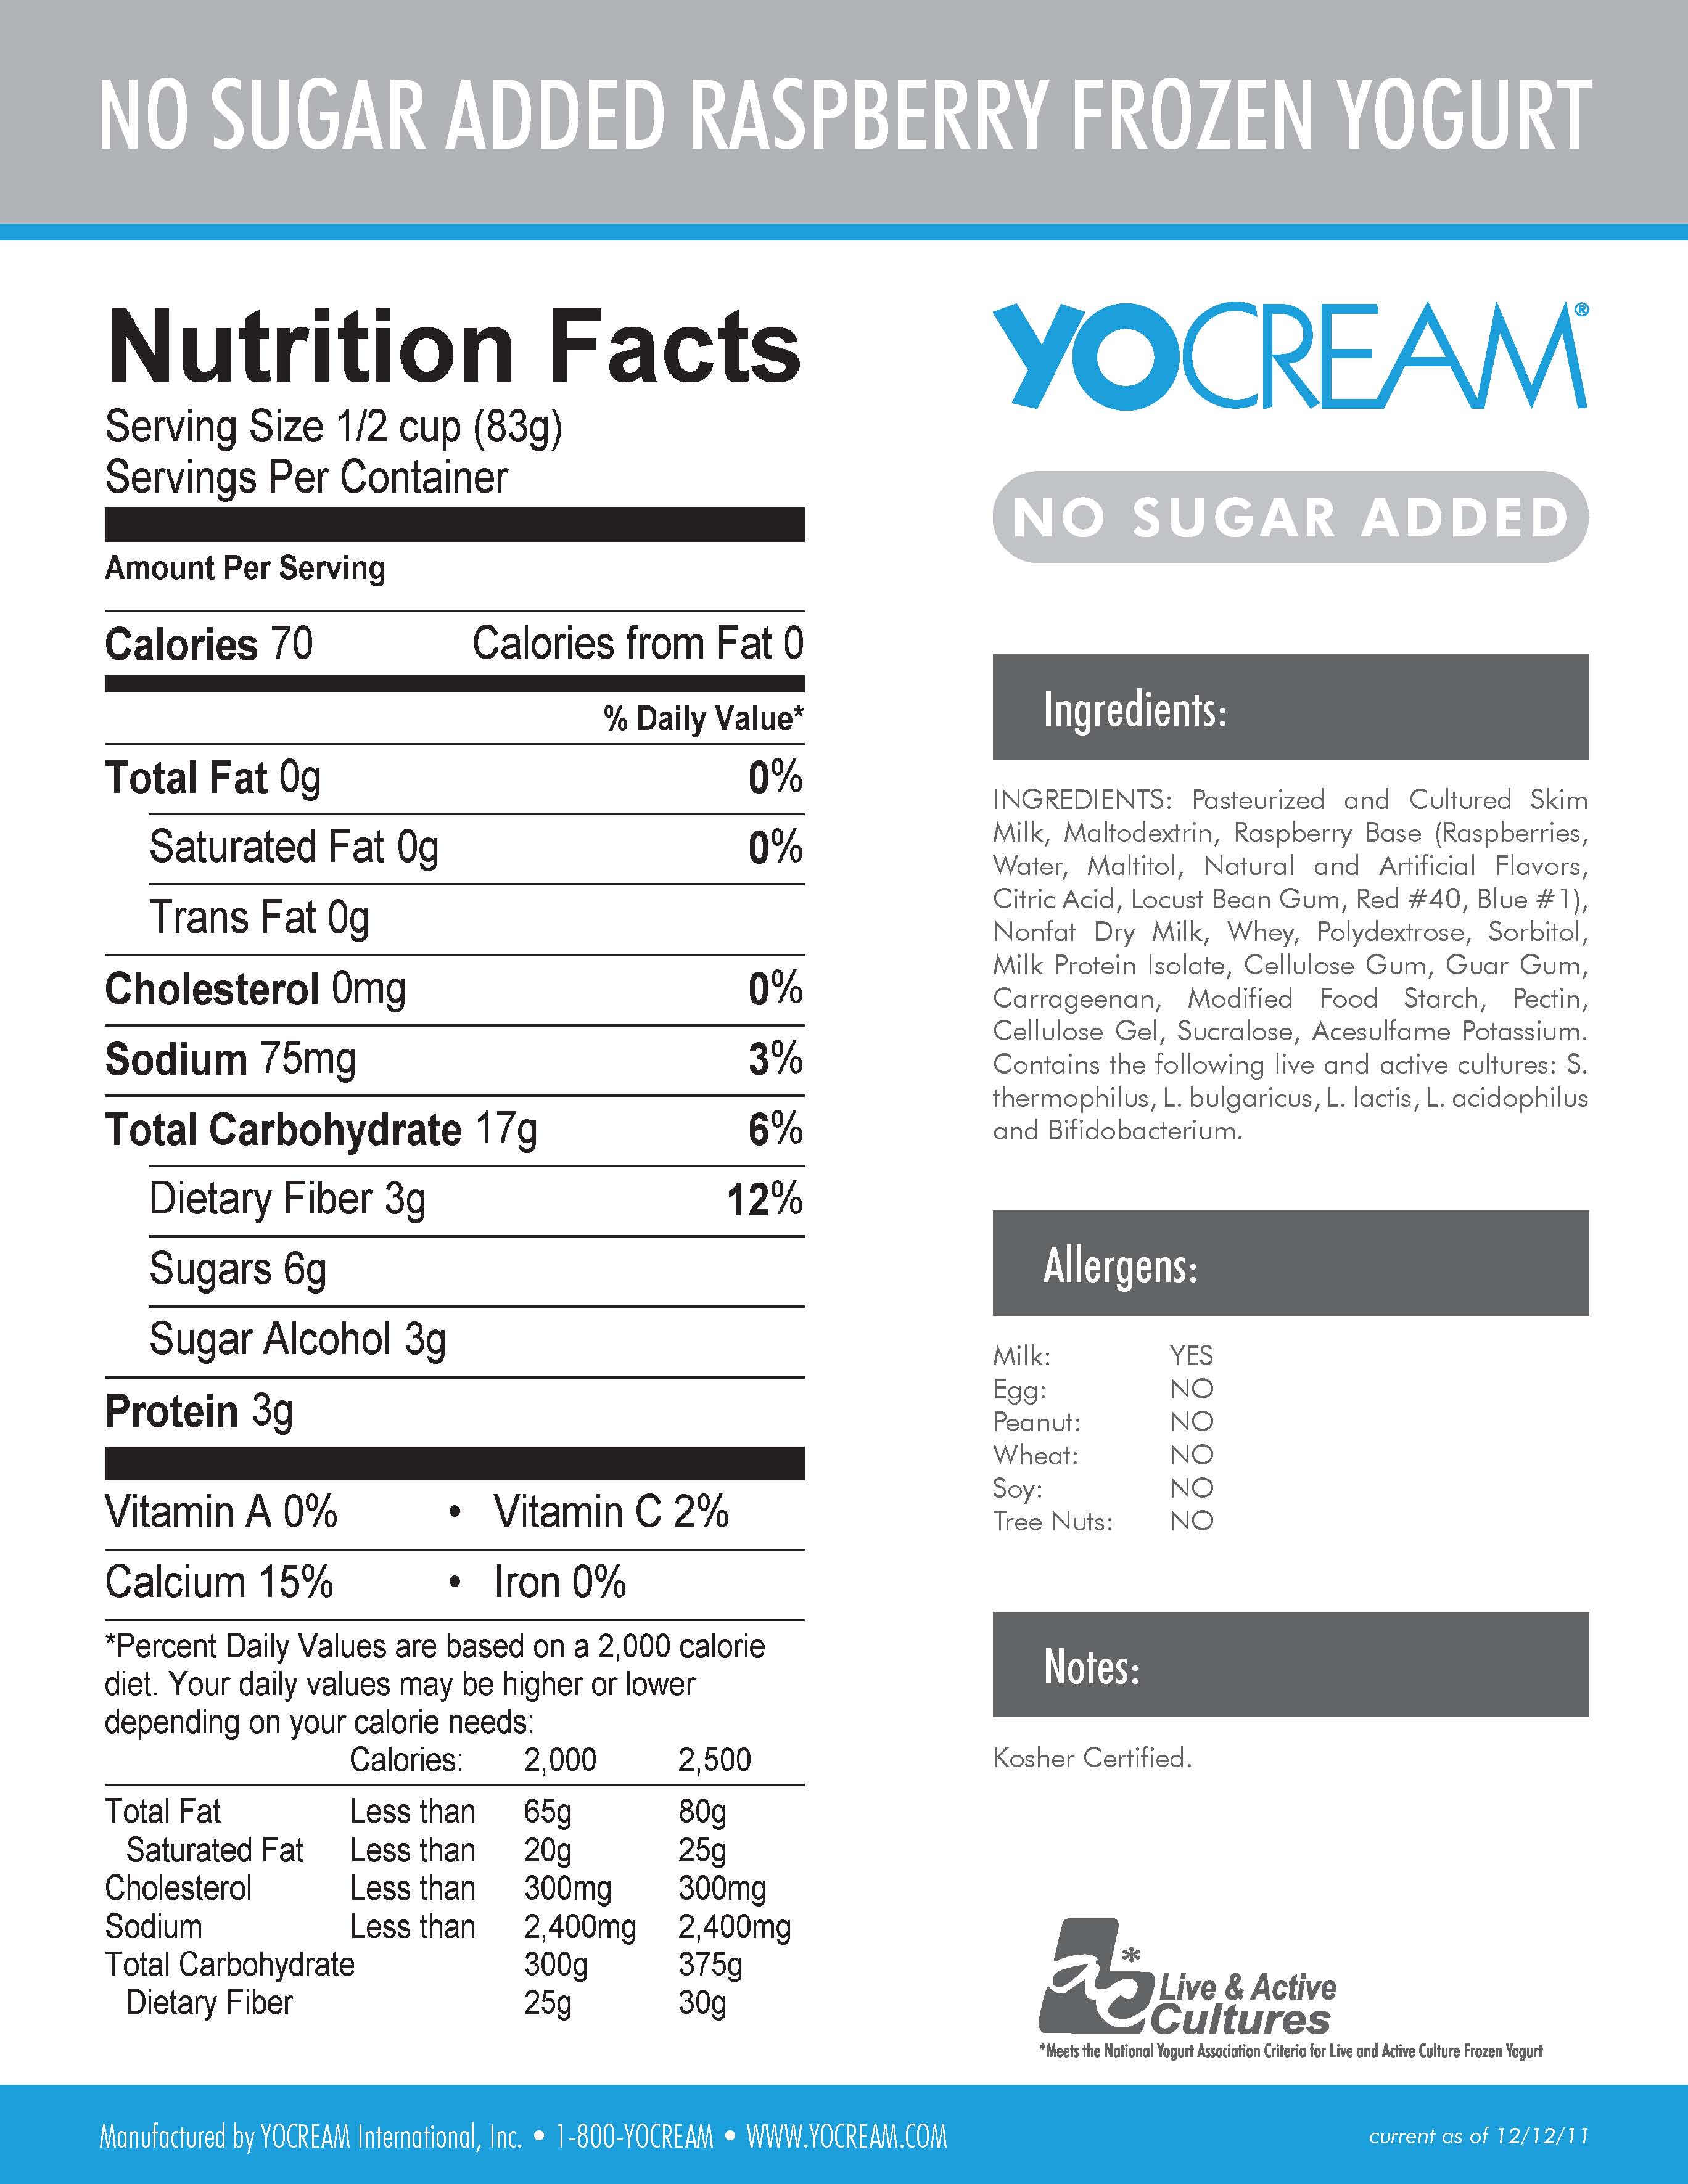 NO SUGAR ADDED RASPBERRY FROZEN YOGURT
Nutrition Facts
Serving Size 1/2 cup (83g)
Servings Per Container
Amount Per Serving
Calories 70 Calories from Fat 0
% Daily Value*
Total Fat 0g 0%
Saturated Fat 0g 0%
Trans Fat 0g
Cholesterol 0mg 0%
Sodium 75mg 3%
Total Carbohydrate 17g 6%
Dietary Fiber 3g 12%
Sugars 6g
Sugar Alcohol 3g
Protein 3g
Vitamin A 0% • Vitamin C 2%
Calcium 15% • Iron 0%
*Percent Daily Values are based on a 2,000 calorie
diet. Your daily values may be higher or lower
depending on your calorie needs:
Calories: 2,000 2,500
Total Fat Less than 65g 80g
Saturated Fat Less than 20g 25g
Cholesterol Less than 300mg 300mg
Sodium Less than 2,400mg 2,400mg
Total Carbohydrate 300g 375g
Dietary Fiber 25g 30g
YOCREAM®
NO SUGAR ADDED
Ingredients:
INGREDIENTS: Pasteurized and Cultured Skim
Milk, Maltodextrin, Raspberry Base (Raspberries,
Water, Maltitol, Natural and Artificial Flavors,
Citric Acid, Locust Bean Gum, Red #40, Blue #1),
Nonfat Dry Milk, Whey, Polydextrose, Sorbitol,
Milk Protein Isolate, Cellulose Gum, Guar Gum,
Carrageenan, Modified Food Starch, Pectin,
Cellulose Gel, Sucralose, Acesulfame Potassium.
Contains the following live and active cultures: S.
thermophilus, L. bulgaricus, L. lactis, L. acidophilus
and Bifidobacterium.
Allergens:
Milk: YES
Egg: NO
Peanut: NO
Wheat: NO
Soy: NO
Tree Nuts: NO
Notes:
Kosher Certified.
ac*
Live & Active
Cultures
*Meets the National Yogurt Association Criteria for Live and Active Culture Frozen Yogurt
Manufactured by YOCREAM International, Inc. • 1-800-YOCREAM • WWW.YOCREAM.COM
current as of 12/12/11